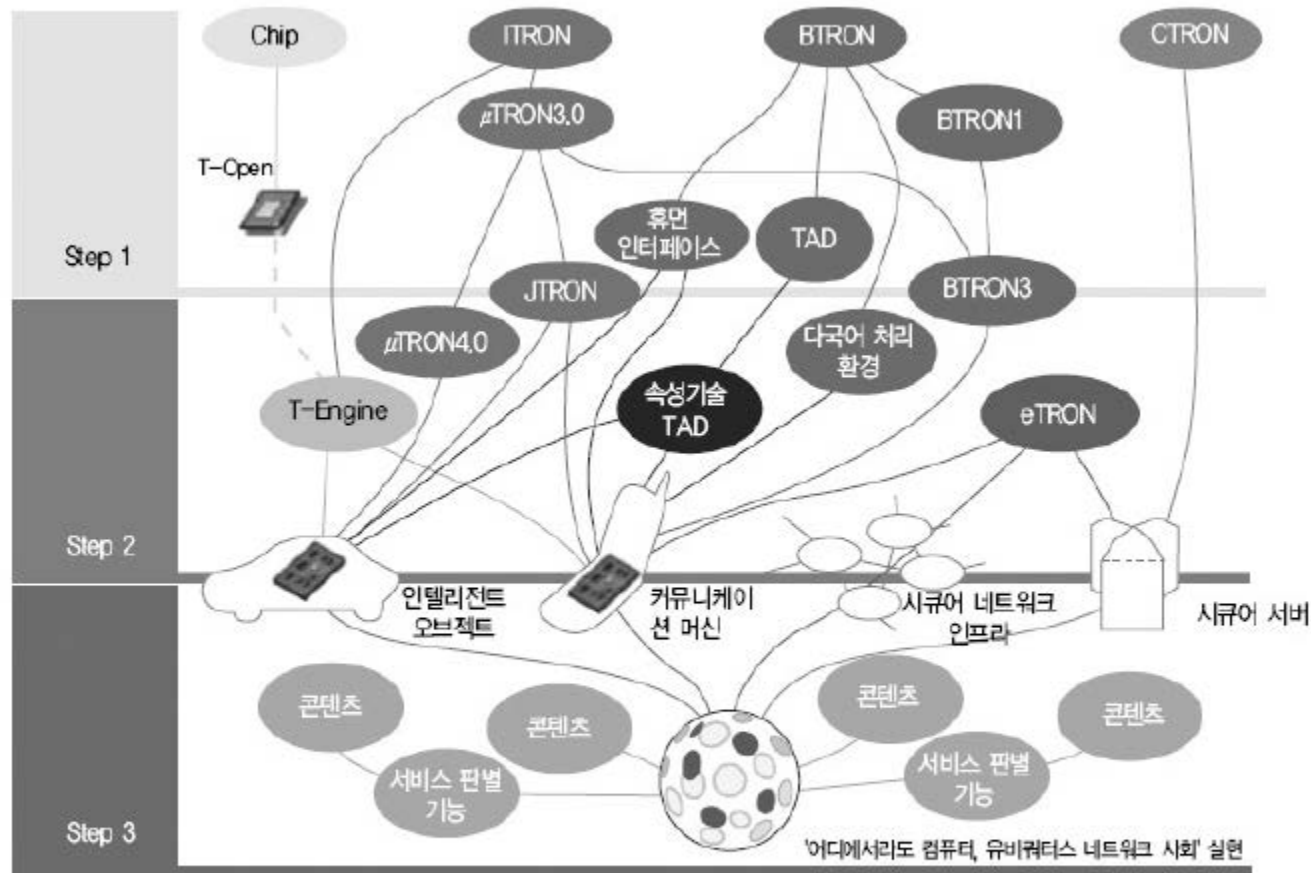 Chip
ITRON
BTRON
CTRON
μTRON3.0
BTRON1
T-Open
휴먼
인터페이스
TAD
Step 1
JTRON
BTRON3
μTRON4.0
다국어 처리
환경
T-Engine
속성기술
TAD
eTRON
Step 2
인텔리전트
오브젝트
커뮤니케이
션 머신
시큐어 네트워크
인프라
시큐어 서버
콘텐츠
콘텐츠
콘텐츠
콘텐츠
서비스 판별
기능
서비스 판별
기능
Step 3
'어디에서라도 컴퓨터, 유비쿼터스 네트워크 사회' 실현